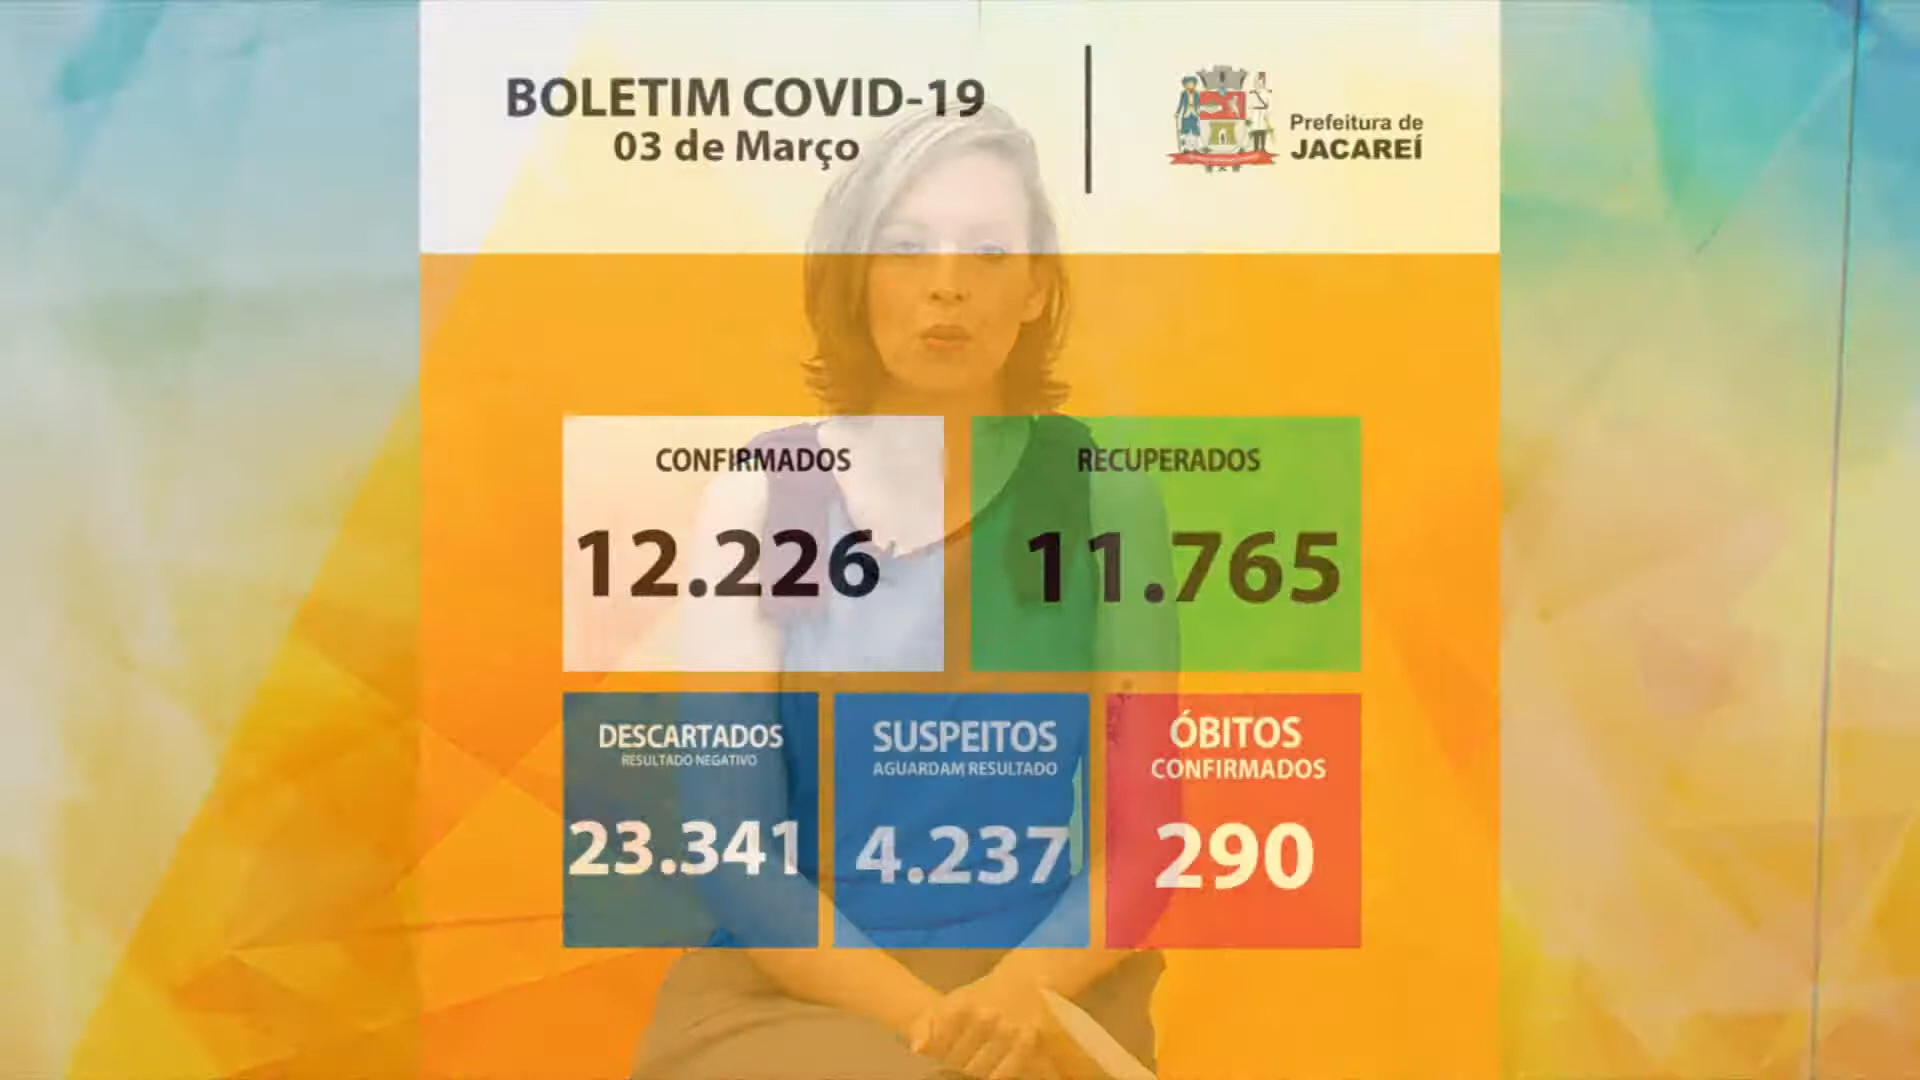 BOLETIM COVID-19
03 de Março
Prefeitura de
JACAREÍ
CONFIRMADOS
12.226
RECUPERADOS
11.765
DESCARTADOS
RESULTADO NEGATIVO
23.341
SUSPEITOS
AGUARDAM RESULTADO
4.237
ÓBITOS
CONFIRMADOS
290